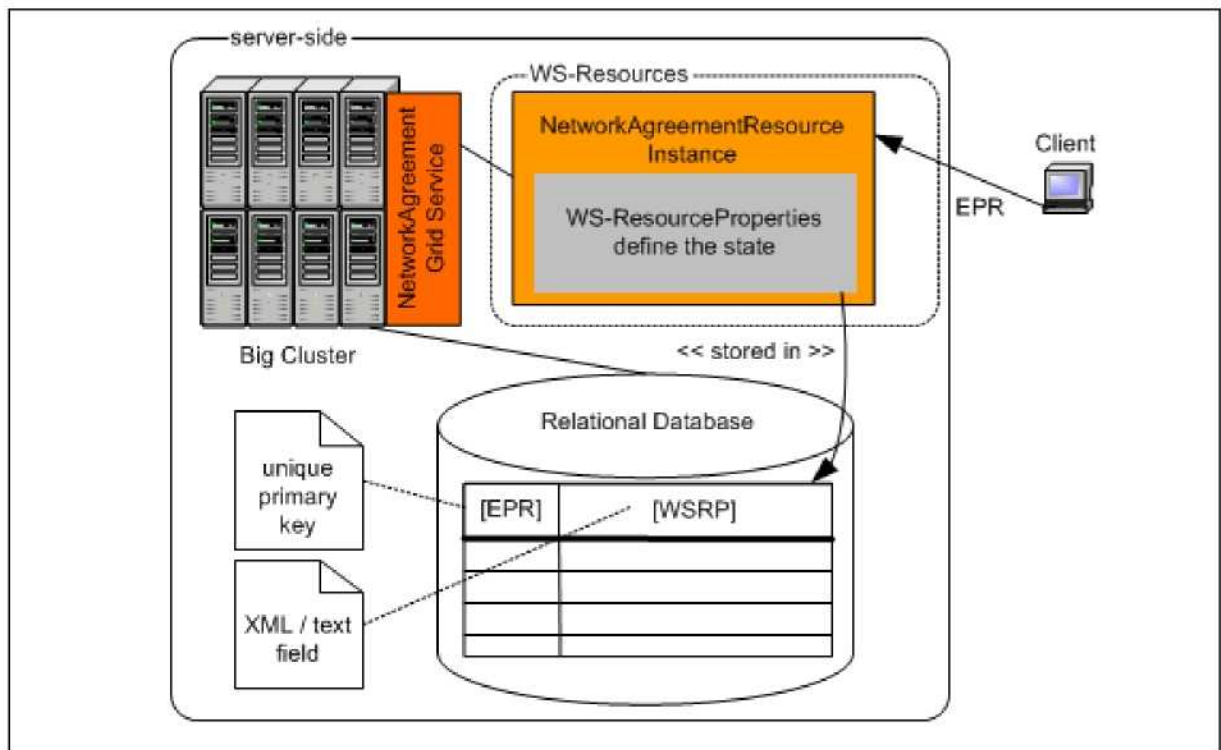 server-side
WS-Resources
NetworkAgreementResource
Instance
WS-ResourceProperties
define the state
NetworkAgreement
Grid Service
Client
EPR
Big Cluster
<< stored in >>
Relational Database
unique
primary
key
[EPR]
[WSRP]
XML / text
field